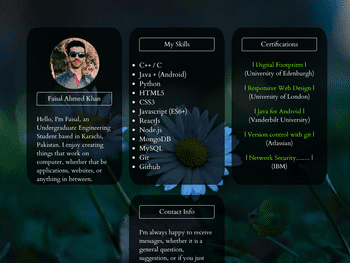 Faisal Ahmed Khan
Hello, I'm Faisal, an
Undergraduate Engineering
Student based in Karachi,
Pakistan. I enjoy creating
things that work on
computer, whether that be
applications, websites, or
anything in between.
My Skills
C++ / C
Java + (Android)
Python
HTML5
CSS3
Javascript (ES6+)
ReactJs
Node.js
MongoDB
MySQL
Git
Github
Contact Info
I'm always happy to receive
messages, whether it is a
general question,
suggestion, or if you just
Certifications
| Digital Footprints |
(University of Edenburgh)
| Responsive Web Design |
(University of London)
| Java for Android |
(Vanderbilt University)
| Version control with git |
(Atlassian)
| Network Security........ |
(IBM)